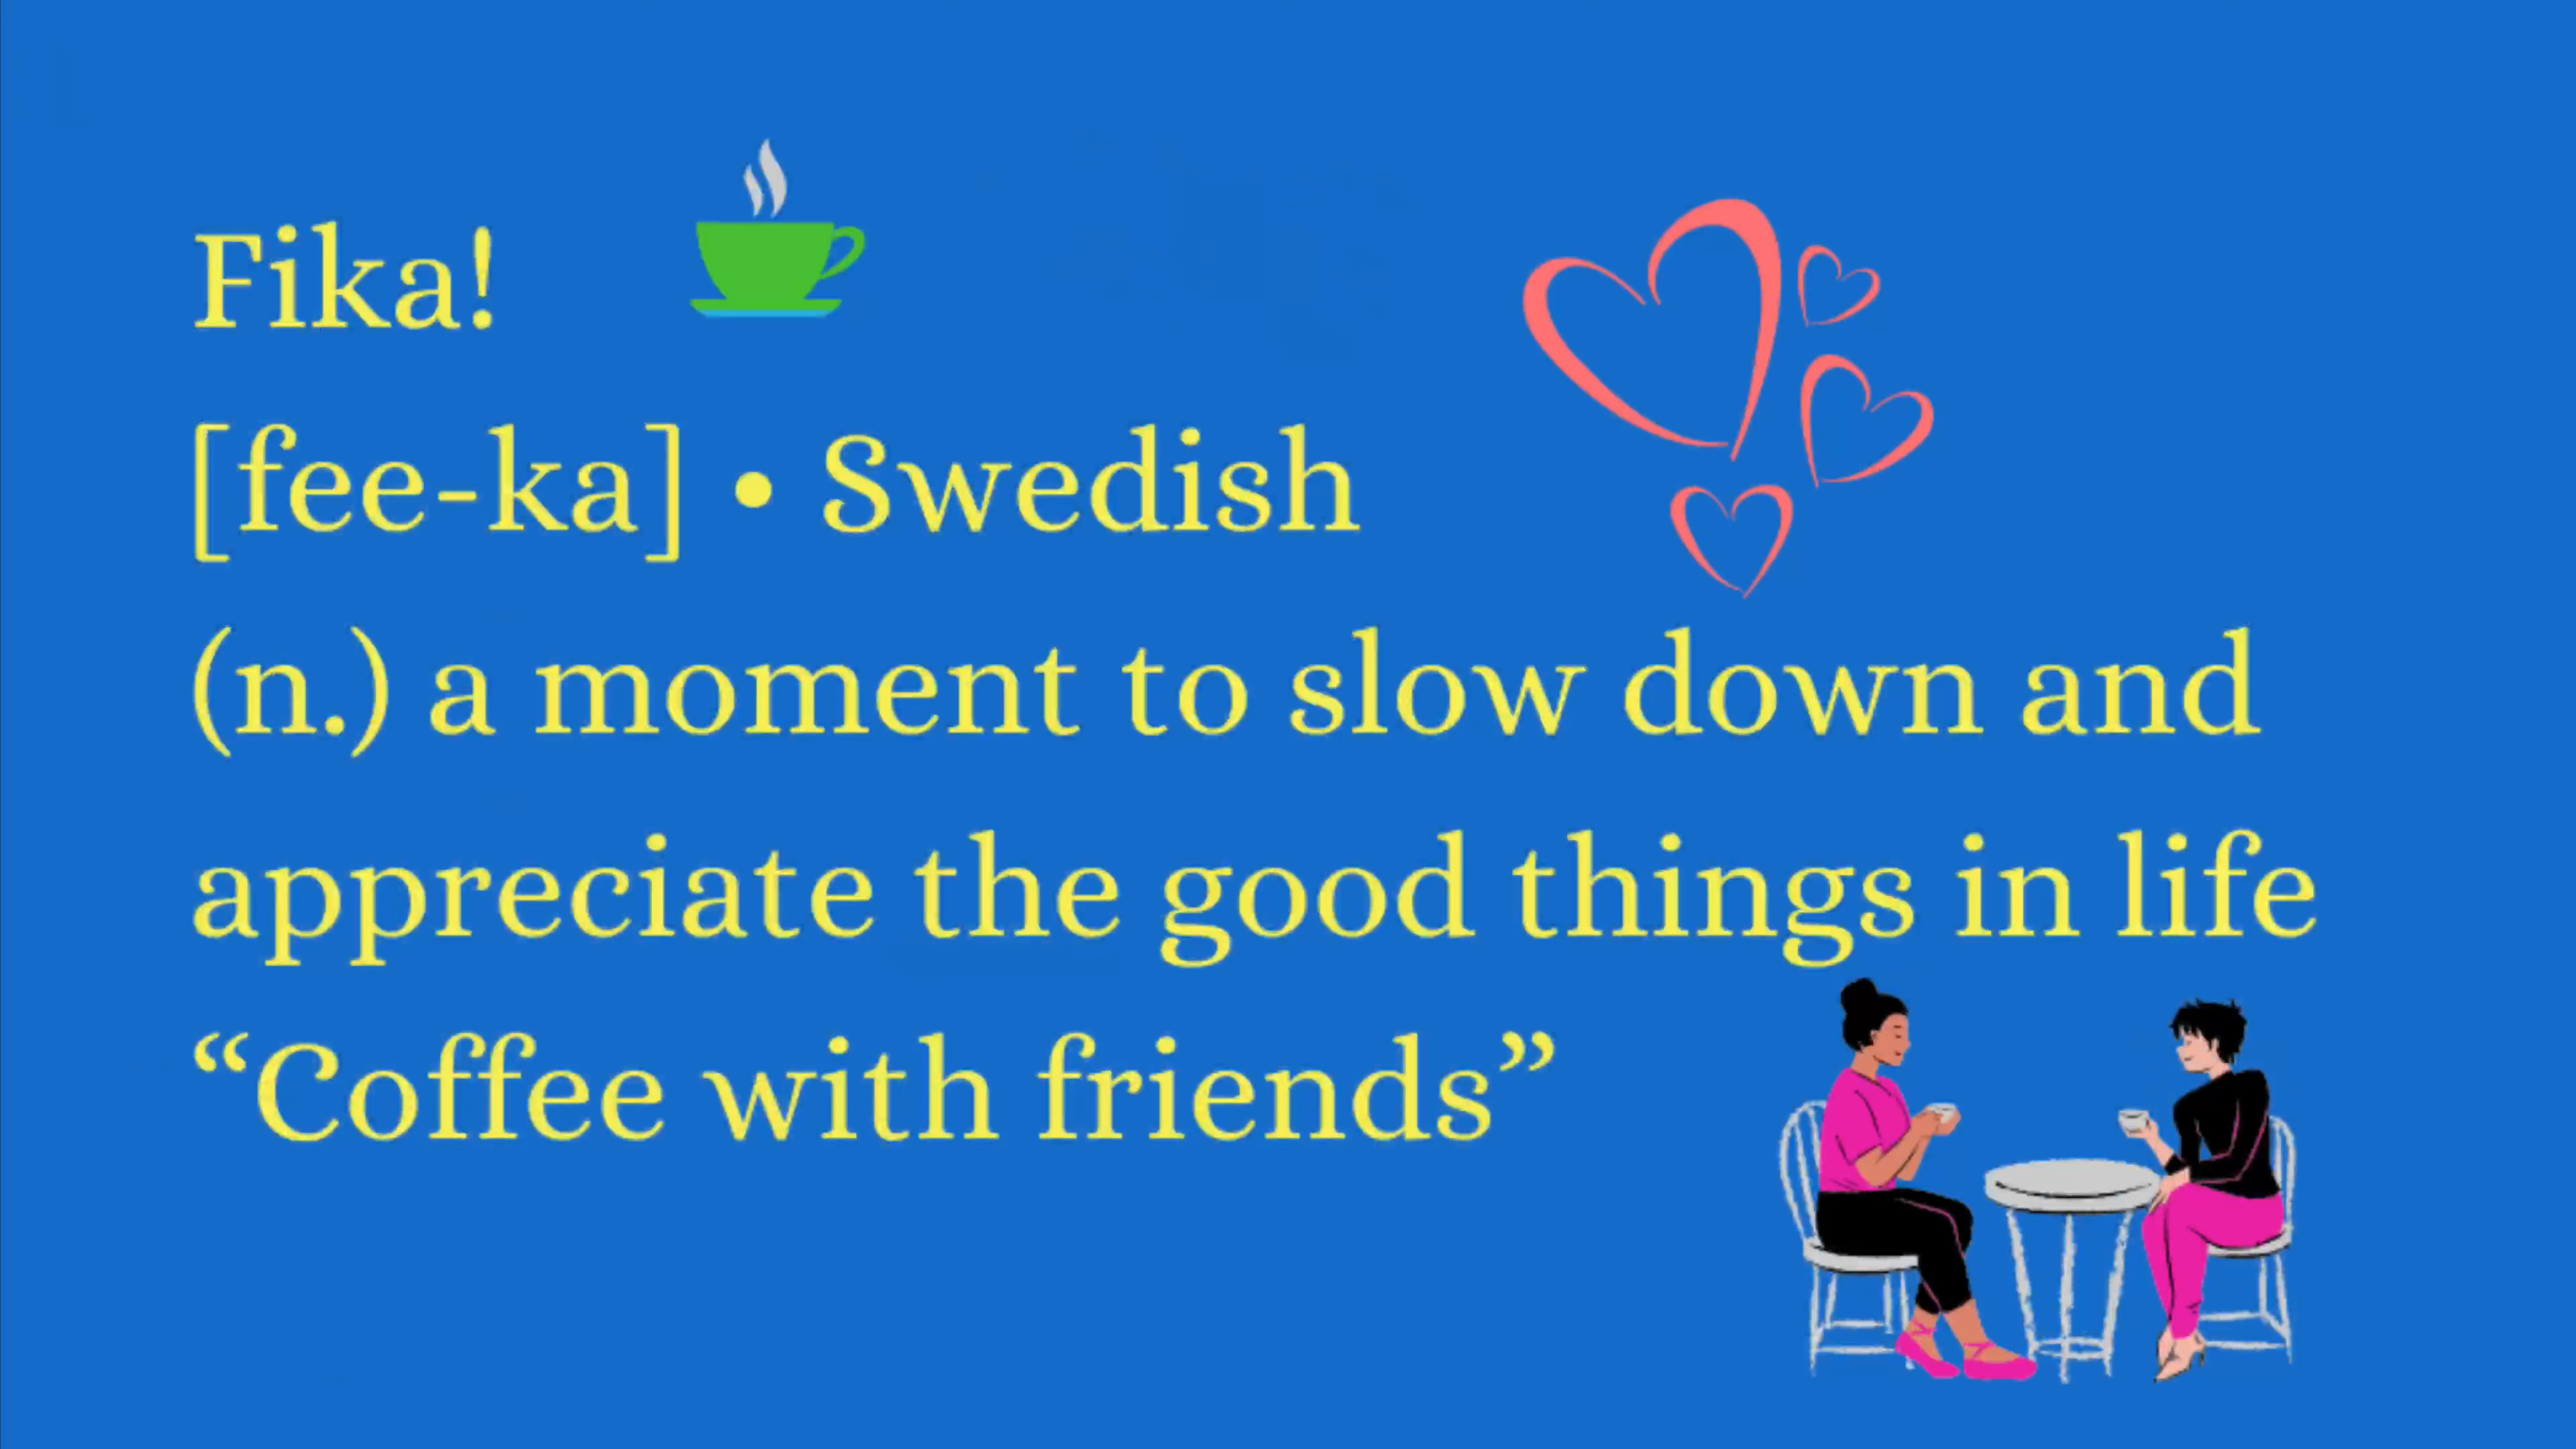 Fika!
[fee-ka] • Swedish
(n.) a moment to slow down and
appreciate the good things in life
“Coffee with friends”